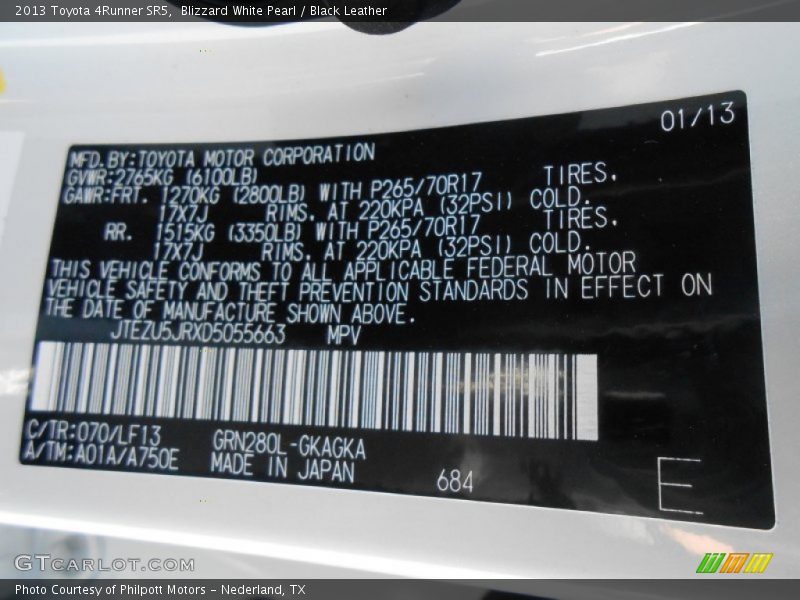 2013 Toyota 4Runner SR5, Blizzard White Pearl / Black Leather
01/13
MFD.BY:TOYOTA MOTOR CORPORATION
GVWR:2765KG (6100LB)
GAWR:FRT. 1270KG (2800LB) WITH P265/70R17 TIRES,
17X7J RIMS, AT 220KPA (32PSI) COLD.
RR. 1515KG (3350LB) WITH P265/70R17 TIRES,
17X7J RIMS, AT 220KPA (32PSI) COLD.
THIS VEHICLE CONFORMS TO ALL APPLICABLE FEDERAL MOTOR
VEHICLE SAFETY AND THEFT PREVENTION STANDARDS IN EFFECT ON
THE DATE OF MANUFACTURE SHOWN ABOVE.
JTEZU5JRXD5055663 MPV
C/TR:070/LF13 GRN280L-GKAGKA
A/TM:A01A/A750E MADE IN JAPAN
684
E
GTCARLOT.COM
Photo Courtesy of Philpott Motors - Nederland, TX